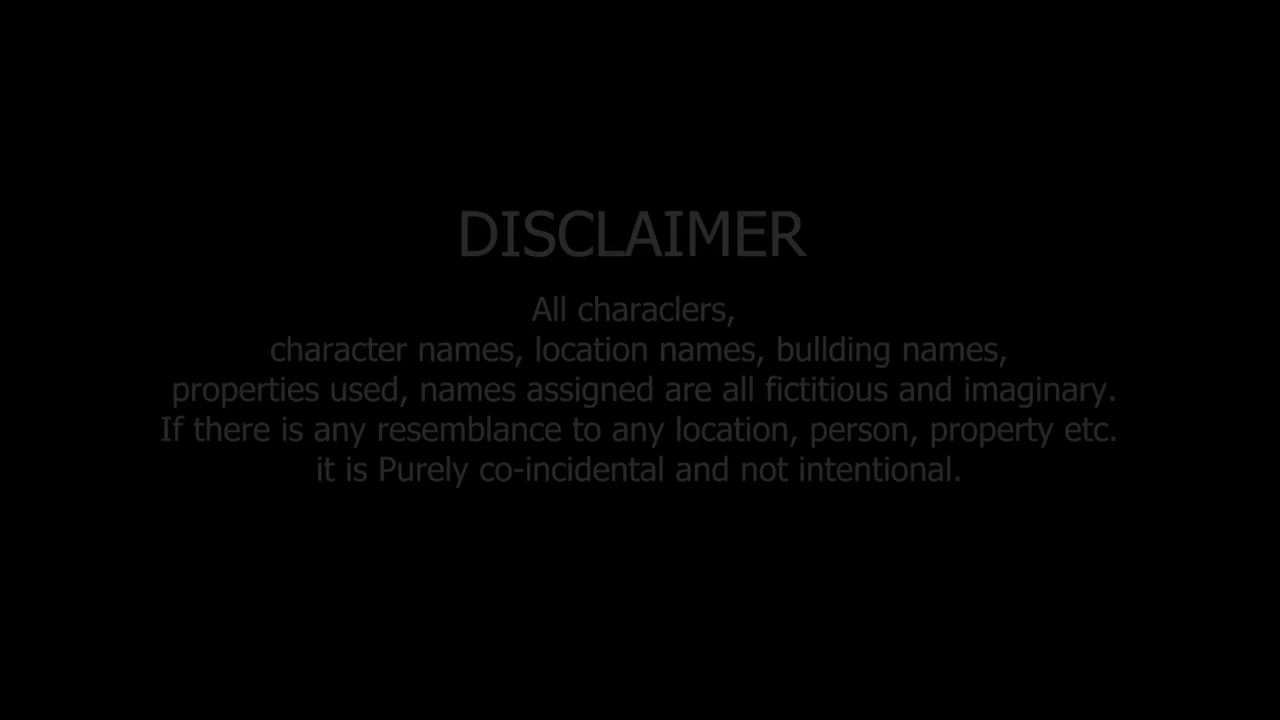 DISCLAIMER
All characlers,
character names, location names, bullding names,
properties used, names assigned are all fictitious and imaginary.
If there is any resemblance to any location, person, property etc.
it is Purely co-incidental and not intentional.